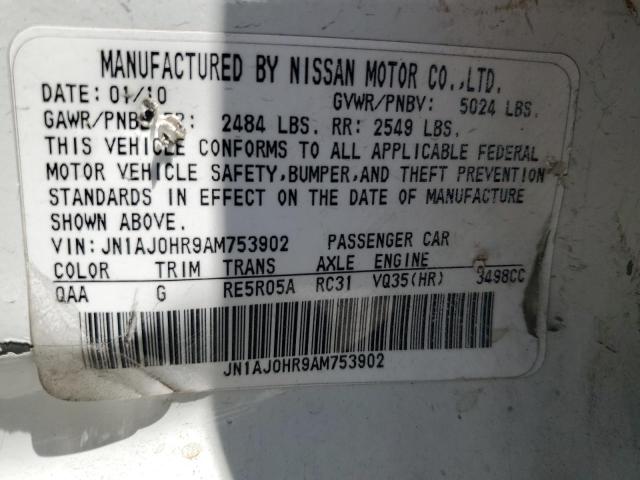 MANUFACTURED BY NISSAN MOTOR CO.,LTD.
DATE: 01/10 GVWR/PNBV: 5024 LBS.
GAWR/PNBE 2484 LBS. RR: 2549 LBS.
THIS VEHICLE CONFORMS TO ALL APPLICABLE FEDERAL
MOTOR VEHICLE SAFETY,BUMPER,AND THEFT PREVENTION
STANDARDS IN EFFECT ON THE DATE OF MANUFACTURE
SHOWN ABOVE.
VIN:JN1AJ0HR9AM753902 PASSENGER CAR
COLOR TRIM TRANS AXLE ENGINE
QAA G RE5R05A RC31 VQ35(HR) 3498CC
JN1AJ0HR9AM753902